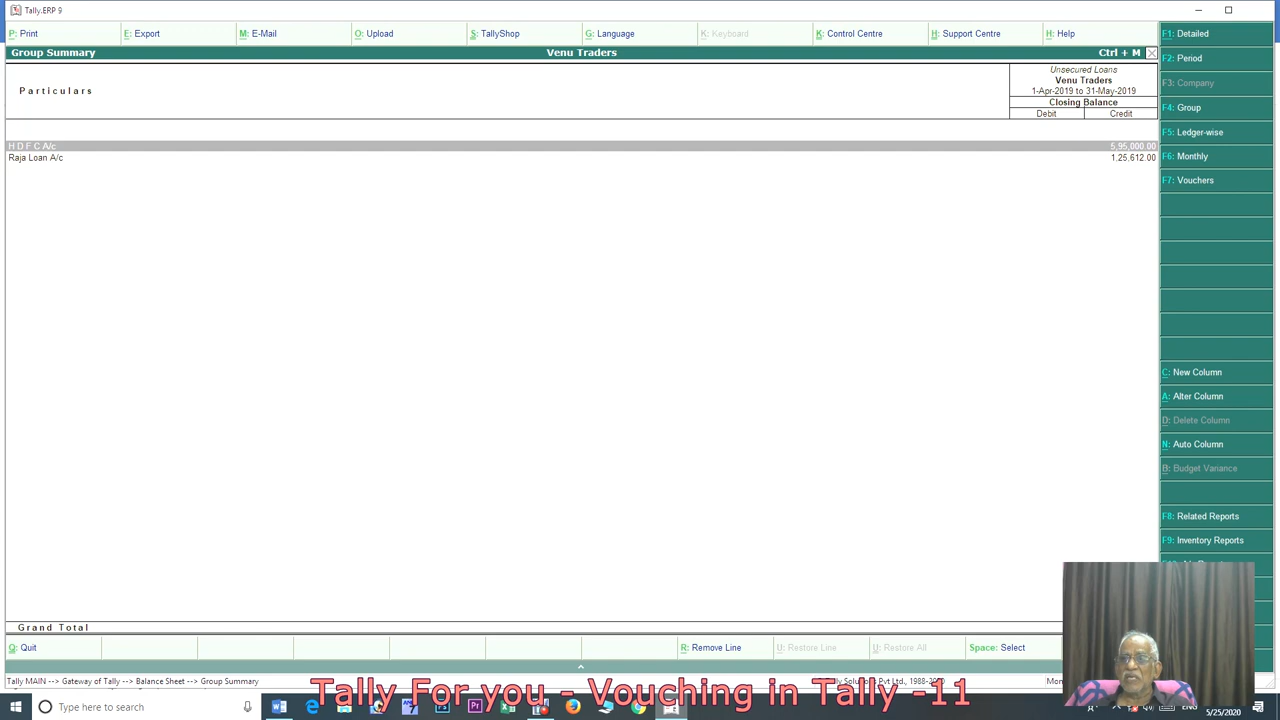 Tally.ERP 9
P: Print E: Export M: E-Mail O: Upload S: TallyShop G: Language K: Keyboard K: Control Centre H: Support Centre H: Help
Group Summary Venu Traders Ctrl + M
Particulars
Unsecured Loans
Venu Traders
1-Apr-2019 to 31-May-2019
Closing Balance
Debit Credit
H D F C A/c 5,95,000.00
Raja Loan A/c 1,25,612.00
F1: Detailed
F2: Period
F3: Company
F4: Group
F5: Ledger-wise
F6: Monthly
F7: Vouchers
C: New Column
A: Alter Column
D: Delete Column
N: Auto Column
B: Budget Variance
F8: Related Reports
F9: Inventory Reports
Grand Total
Q: Quit R: Remove Line U: Restore Line U: Restore All Space: Select
Tally MAIN --> Gateway of Tally --> Balance Sheet --> Group Summary
Tally For you - Vouching in Tally -11
Type here to search
5/25/2020